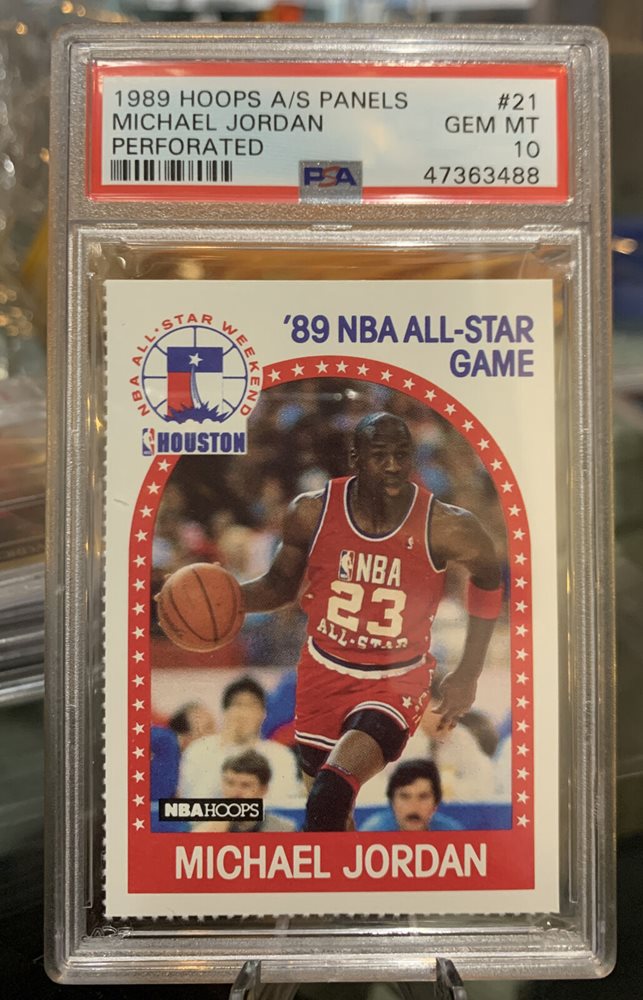 1989 HOOPS A/S PANELS #21
MICHAEL JORDAN GEM MT
PERFORATED 10
PSA 47363488
NBA ALL·STAR WEEKEND
HOUSTON
'89 NBA ALL-STAR
GAME
NBA
23
ALL-STAR
NBA HOOPS
MICHAEL JORDAN